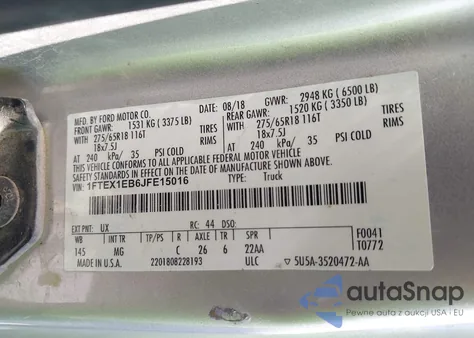 MFD. BY FORD MOTOR CO.
DATE: 08/18 GVWR: 2948 KG ( 6500 LB)
FRONT GAWR: 1531 KG ( 3375 LB) REAR GAWR: 1520 KG ( 3350 LB)
275/65R18 116T TIRES 275/65R18 116T TIRES
18x7.5J RIMS 18x7.5J RIMS
AT 240 kPa/ 35 PSI COLD AT 240 kPa/ 35 PSI COLD
THIS VEHICLE CONFORMS TO ALL APPLICABLE FEDERAL MOTOR VEHICLE SAFETY
STANDARDS IN EFFECT ON THE DATE OF MANUFACTURE SHOWN ABOVE.
VIN: 1FTEX1EB6JFE15016 TYPE: Truck
EXT PNT: UX RC: 44 DSO: F0041
WB INT TR TP/PS R AXLE TR SPR T0772
145 MG C 26 6 22AA
MADE IN U.S.A. 2201808228193 ULC 5U5A-3520472-AA
autoSnap
Pewne auto z USA i EU